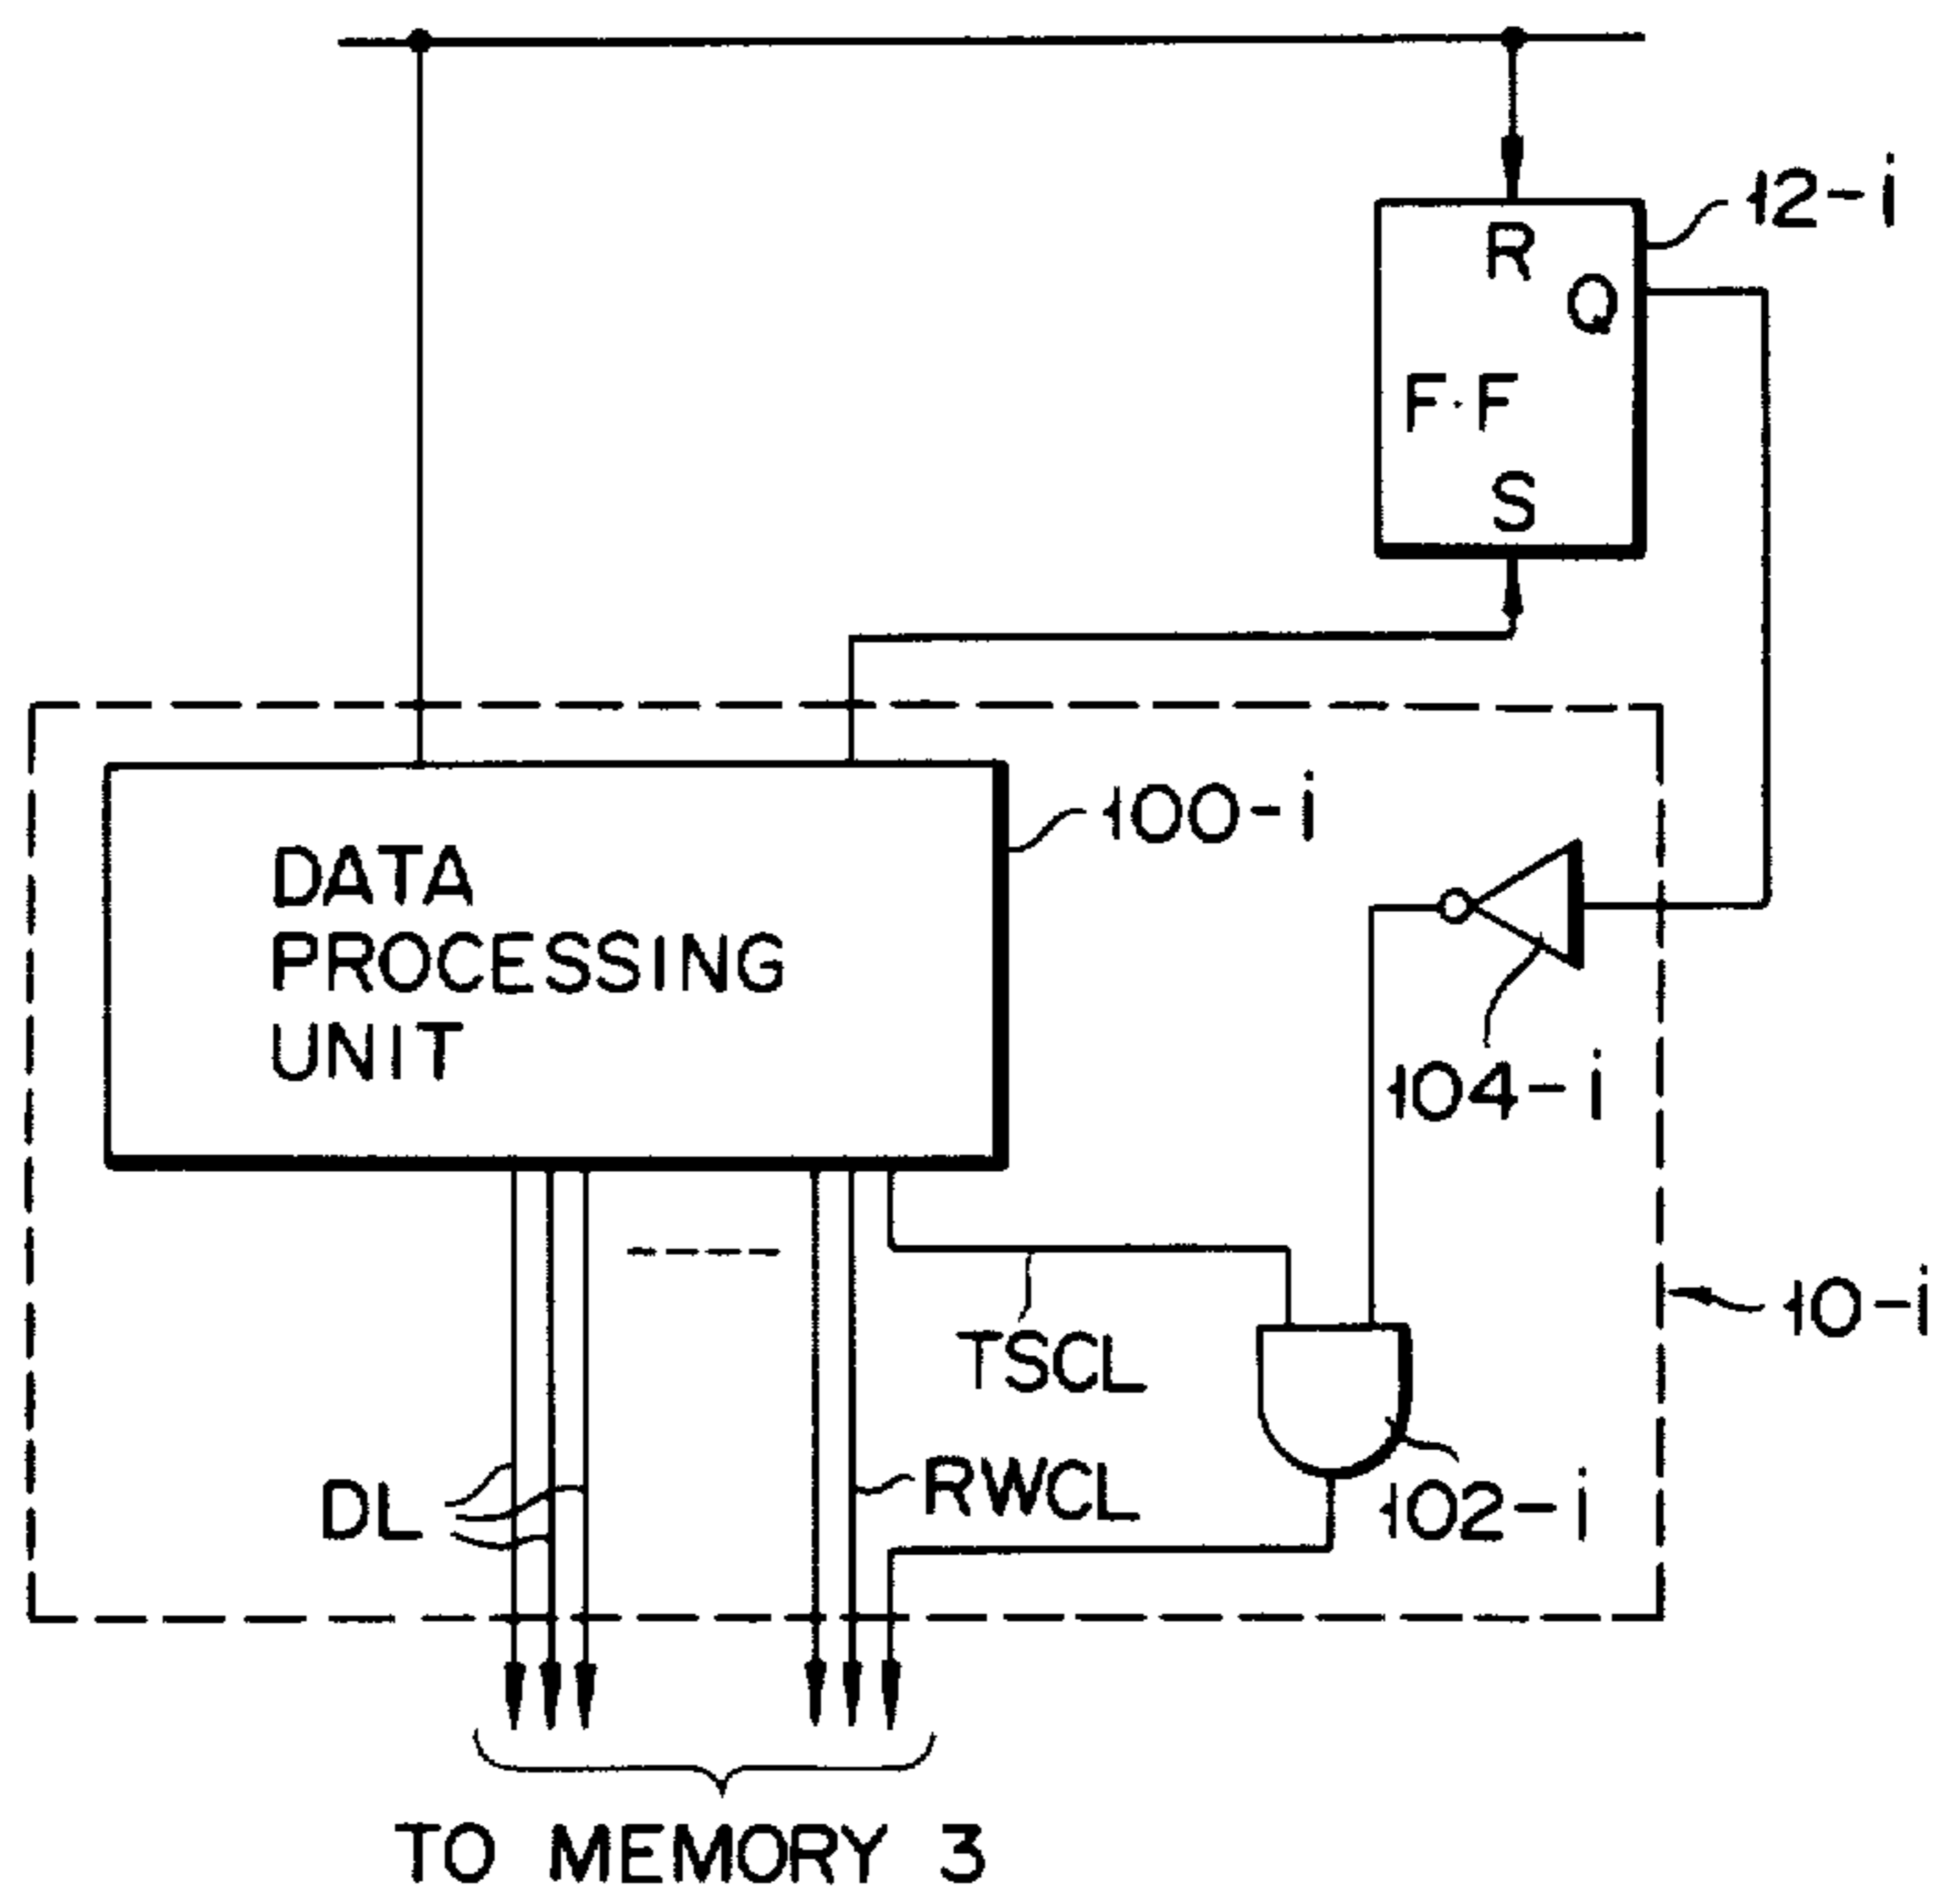 12-i
R
Q
F.F
S
100-i
DATA
PROCESSING
UNIT
104-i
10-i
TSCL
RWCL
DL
102-i
TO MEMORY 3